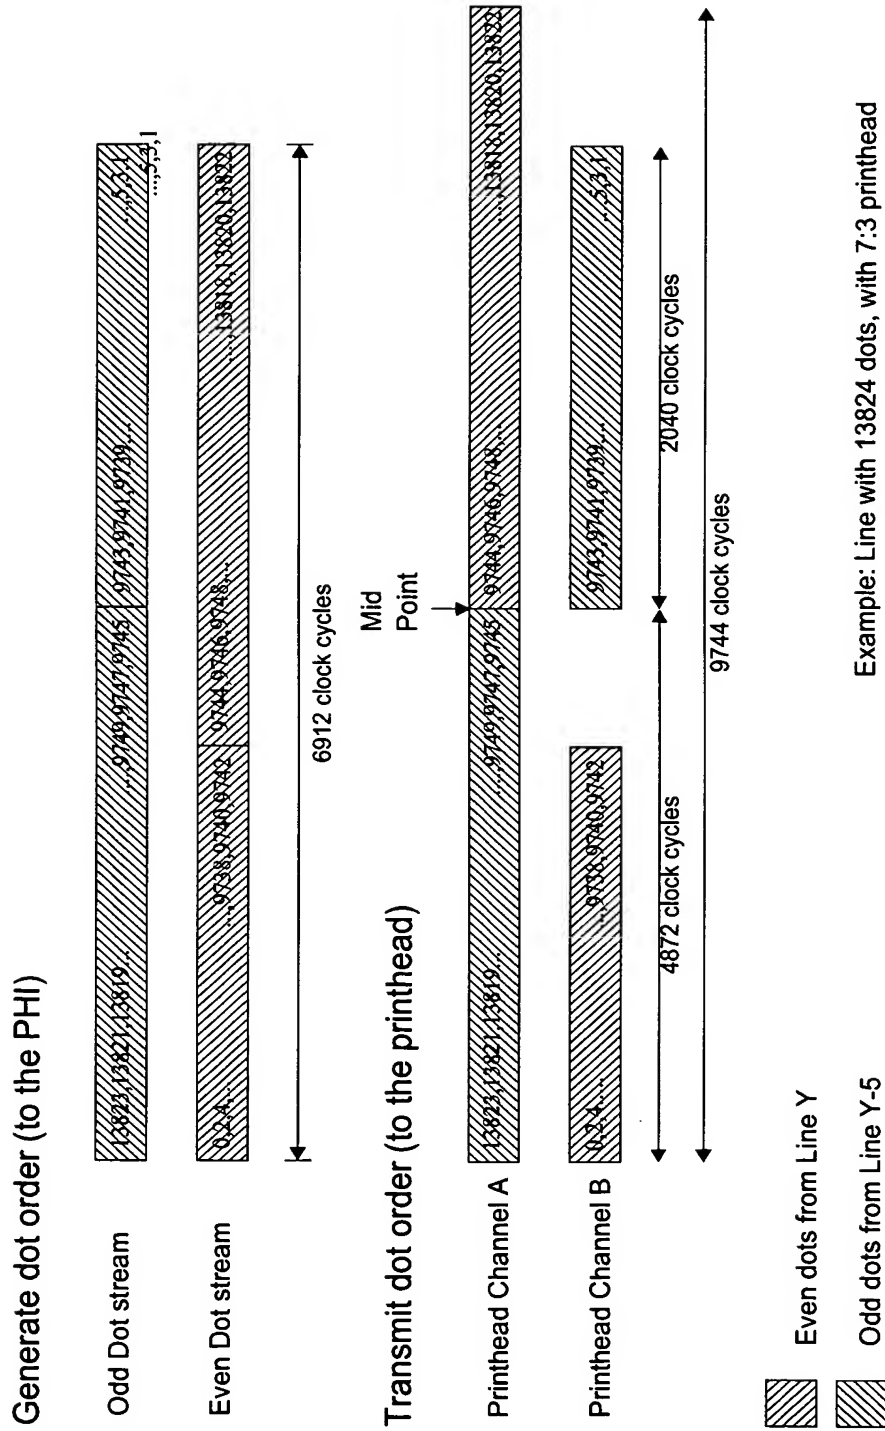 Generate dot order (to the PHI)
Odd Dot stream
13823,13821,13819... ...,9749,9747,9745 9743,9741,9739,... ...,5,3,1
...,5,3,1
Even Dot stream
0,2,4,... ...,9738,9740,9742 9744,9746,9748,... ...,13818,13820,13822
6912 clock cycles
Transmit dot order (to the printhead)
Mid
Point
Printhead Channel A
13823,13821,13819... ...,9749,9747,9745 9744,9746,9748,... ...,13818,13820,13822
Printhead Channel B
0,2,4,.... ...,9738,9740,9742 9743,9741,9739,... ...5,3,1
4872 clock cycles
2040 clock cycles
9744 clock cycles
Even dots from Line Y
Odd dots from Line Y-5
Example: Line with 13824 dots, with 7:3 printhead